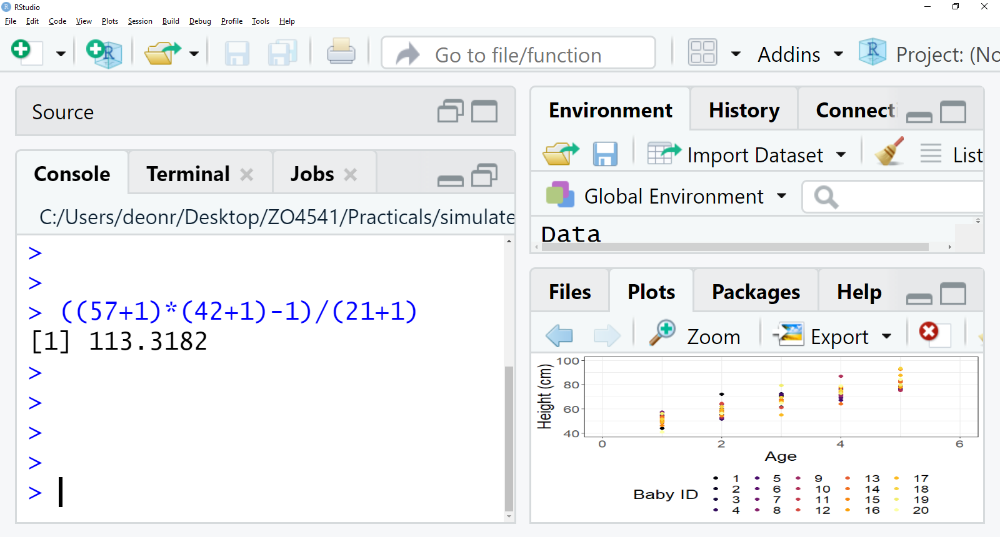 RStudio
File Edit Code View Plots Session Build Debug Profile Tools Help
Go to file/function
Addins
Project: (No
Source
Console Terminal Jobs
C:/Users/deonr/Desktop/ZO4541/Practicals/simulate
>
>
> ((57+1)*(42+1)-1)/(21+1)
[1] 113.3182
>
>
>
>
>
Environment History Connecti
Import Dataset
List
Global Environment
Data
Files Plots Packages Help
Zoom Export
Height (cm)
100
80
60
40
0 2 4 6
Age
Baby ID
1 5 9 13 17
2 6 10 14 18
3 7 11 15 19
4 8 12 16 20